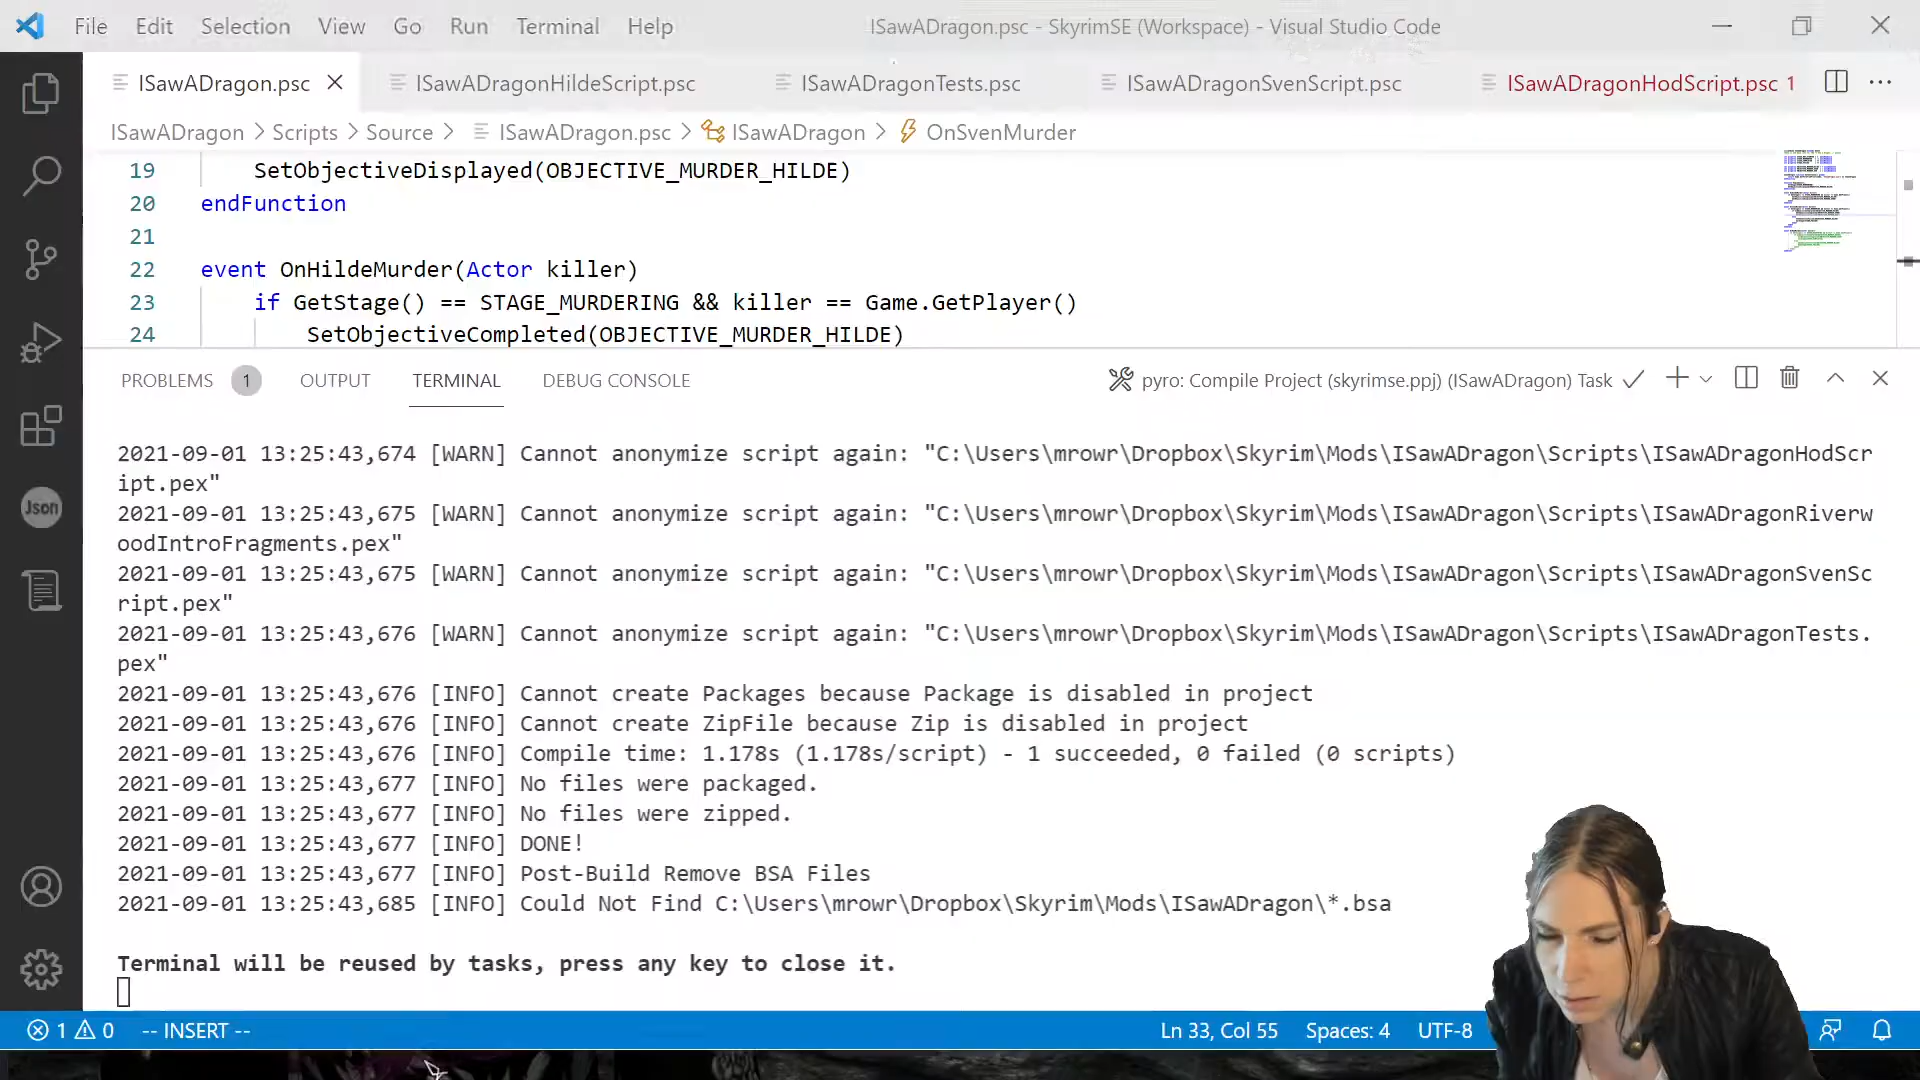 File Edit Selection View Go Run Terminal Help ISawADragon.psc - SkyrimSE (Workspace) - Visual Studio Code
ISawADragon.psc ISawADragonHildeScript.psc ISawADragonTests.psc ISawADragonSvenScript.psc ISawADragonHodScript.psc 1
ISawADragon > Scripts > Source > ISawADragon.psc > ISawADragon > OnSvenMurder
19 SetObjectiveDisplayed(OBJECTIVE_MURDER_HILDE)
20 endFunction
21
22 event OnHildeMurder(Actor killer)
23 if GetStage() == STAGE_MURDERING && killer == Game.GetPlayer()
24 SetObjectiveCompleted(OBJECTIVE_MURDER_HILDE)
PROBLEMS 1 OUTPUT TERMINAL DEBUG CONSOLE pyro: Compile Project (skyrimse.ppj) (ISawADragon) Task
2021-09-01 13:25:43,674 [WARN] Cannot anonymize script again: "C:\Users\mrowr\Dropbox\Skyrim\Mods\ISawADragon\Scripts\ISawADragonHodScr
ipt.pex"
2021-09-01 13:25:43,675 [WARN] Cannot anonymize script again: "C:\Users\mrowr\Dropbox\Skyrim\Mods\ISawADragon\Scripts\ISawADragonRiverw
oodIntroFragments.pex"
2021-09-01 13:25:43,675 [WARN] Cannot anonymize script again: "C:\Users\mrowr\Dropbox\Skyrim\Mods\ISawADragon\Scripts\ISawADragonSvenSc
ript.pex"
2021-09-01 13:25:43,676 [WARN] Cannot anonymize script again: "C:\Users\mrowr\Dropbox\Skyrim\Mods\ISawADragon\Scripts\ISawADragonTests.
pex"
2021-09-01 13:25:43,676 [INFO] Cannot create Packages because Package is disabled in project
2021-09-01 13:25:43,676 [INFO] Cannot create ZipFile because Zip is disabled in project
2021-09-01 13:25:43,676 [INFO] Compile time: 1.178s (1.178s/script) - 1 succeeded, 0 failed (0 scripts)
2021-09-01 13:25:43,677 [INFO] No files were packaged.
2021-09-01 13:25:43,677 [INFO] No files were zipped.
2021-09-01 13:25:43,677 [INFO] DONE!
2021-09-01 13:25:43,677 [INFO] Post-Build Remove BSA Files
2021-09-01 13:25:43,685 [INFO] Could Not Find C:\Users\mrowr\Dropbox\Skyrim\Mods\ISawADragon\*.bsa
Terminal will be reused by tasks, press any key to close it.
Json
1 0 -- INSERT -- Ln 33, Col 55 Spaces: 4 UTF-8